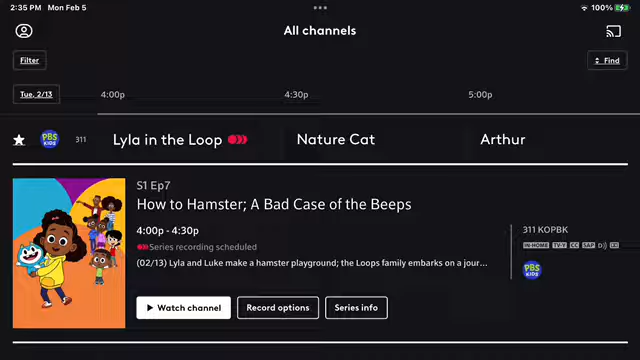 2:35 PM Mon Feb 5
100%
All channels
Filter
Find
Tue, 2/13
4:00p
4:30p
5:00p
PBS KIDS
311
Lyla in the Loop
Nature Cat
Arthur
S1 Ep7
How to Hamster; A Bad Case of the Beeps
4:00p - 4:30p
Series recording scheduled
(02/13) Lyla and Luke make a hamster playground; the Loops family embarks on a jour...
311 KOPBK
IN-HOME TV-Y CC SAP D))
PBS KIDS
Watch channel
Record options
Series info